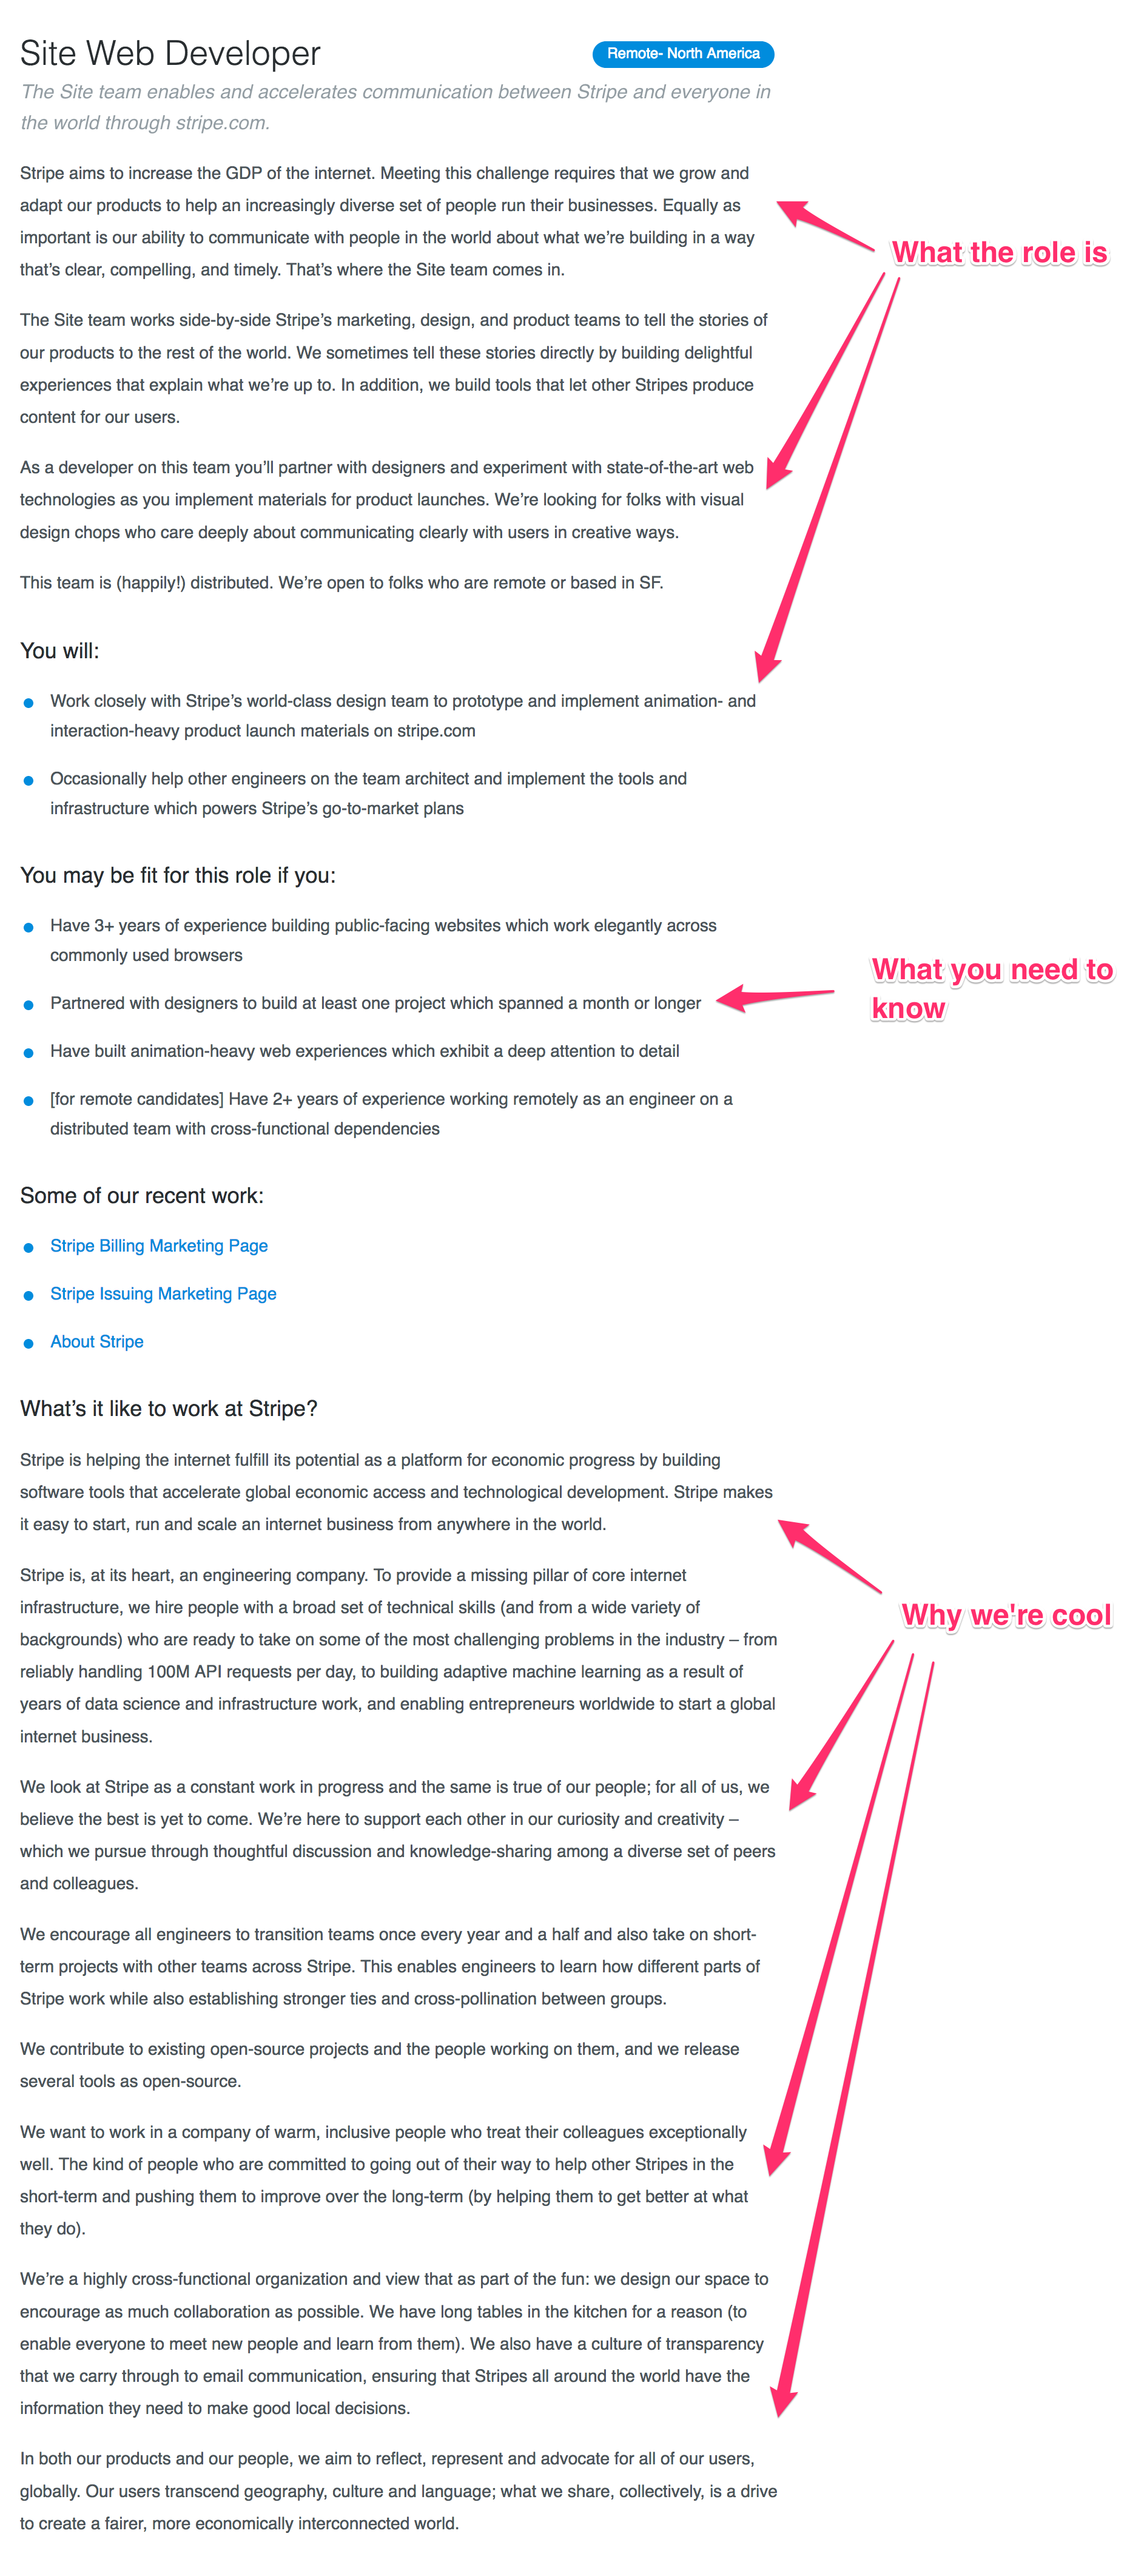 Site Web Developer
Remote- North America
The Site team enables and accelerates communication between Stripe and everyone in
the world through stripe.com.
Stripe aims to increase the GDP of the internet. Meeting this challenge requires that we grow and
adapt our products to help an increasingly diverse set of people run their businesses. Equally as
important is our ability to communicate with people in the world about what we’re building in a way
that’s clear, compelling, and timely. That’s where the Site team comes in.
What the role is
The Site team works side-by-side Stripe’s marketing, design, and product teams to tell the stories of
our products to the rest of the world. We sometimes tell these stories directly by building delightful
experiences that explain what we’re up to. In addition, we build tools that let other Stripes produce
content for our users.
As a developer on this team you’ll partner with designers and experiment with state-of-the-art web
technologies as you implement materials for product launches. We’re looking for folks with visual
design chops who care deeply about communicating clearly with users in creative ways.
This team is (happily!) distributed. We’re open to folks who are remote or based in SF.
You will:
Work closely with Stripe’s world-class design team to prototype and implement animation- and
interaction-heavy product launch materials on stripe.com
Occasionally help other engineers on the team architect and implement the tools and
infrastructure which powers Stripe’s go-to-market plans
You may be fit for this role if you:
Have 3+ years of experience building public-facing websites which work elegantly across
commonly used browsers
Partnered with designers to build at least one project which spanned a month or longer
What you need to
know
Have built animation-heavy web experiences which exhibit a deep attention to detail
[for remote candidates] Have 2+ years of experience working remotely as an engineer on a
distributed team with cross-functional dependencies
Some of our recent work:
Stripe Billing Marketing Page
Stripe Issuing Marketing Page
About Stripe
What’s it like to work at Stripe?
Stripe is helping the internet fulfill its potential as a platform for economic progress by building
software tools that accelerate global economic access and technological development. Stripe makes
it easy to start, run and scale an internet business from anywhere in the world.
Why we're cool
Stripe is, at its heart, an engineering company. To provide a missing pillar of core internet
infrastructure, we hire people with a broad set of technical skills (and from a wide variety of
backgrounds) who are ready to take on some of the most challenging problems in the industry – from
reliably handling 100M API requests per day, to building adaptive machine learning as a result of
years of data science and infrastructure work, and enabling entrepreneurs worldwide to start a global
internet business.
We look at Stripe as a constant work in progress and the same is true of our people; for all of us, we
believe the best is yet to come. We’re here to support each other in our curiosity and creativity –
which we pursue through thoughtful discussion and knowledge-sharing among a diverse set of peers
and colleagues.
We encourage all engineers to transition teams once every year and a half and also take on short-
term projects with other teams across Stripe. This enables engineers to learn how different parts of
Stripe work while also establishing stronger ties and cross-pollination between groups.
We contribute to existing open-source projects and the people working on them, and we release
several tools as open-source.
We want to work in a company of warm, inclusive people who treat their colleagues exceptionally
well. The kind of people who are committed to going out of their way to help other Stripes in the
short-term and pushing them to improve over the long-term (by helping them to get better at what
they do).
We’re a highly cross-functional organization and view that as part of the fun: we design our space to
encourage as much collaboration as possible. We have long tables in the kitchen for a reason (to
enable everyone to meet new people and learn from them). We also have a culture of transparency
that we carry through to email communication, ensuring that Stripes all around the world have the
information they need to make good local decisions.
In both our products and our people, we aim to reflect, represent and advocate for all of our users,
globally. Our users transcend geography, culture and language; what we share, collectively, is a drive
to create a fairer, more economically interconnected world.